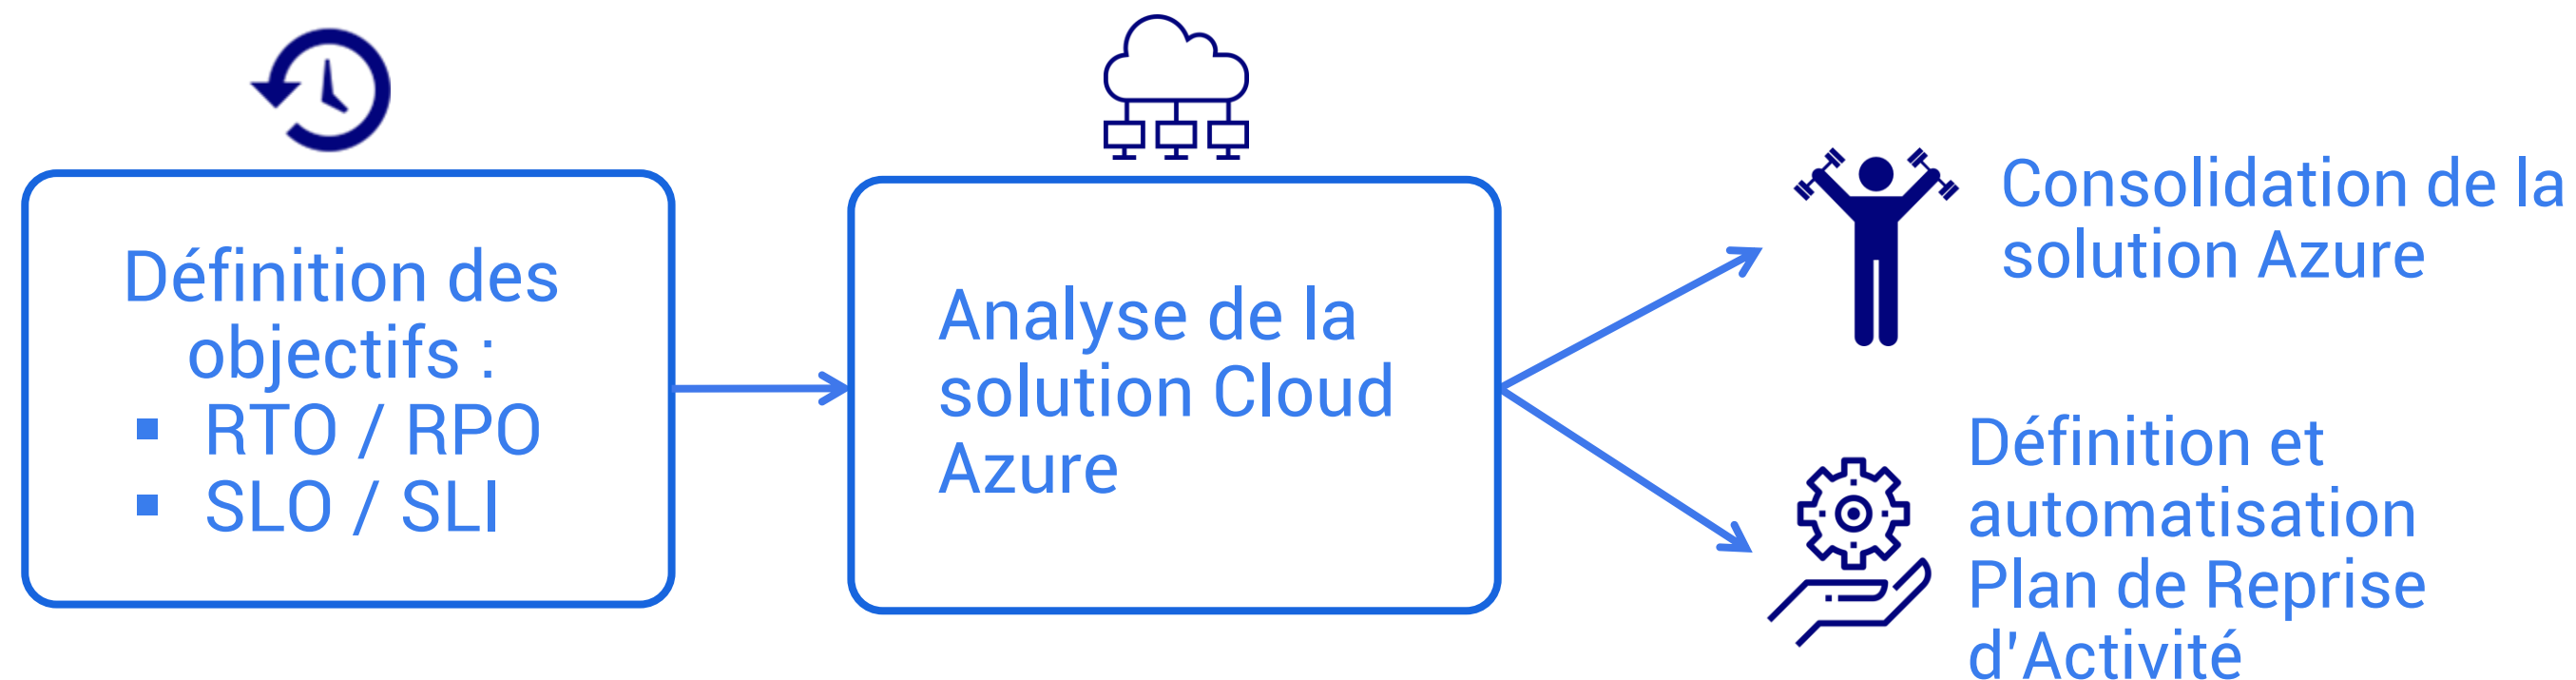 Définition des
objectifs :
▪ RTO / RPO
▪ SLO / SLI
Analyse de la
solution Cloud
Azure
Consolidation de la
solution Azure
Définition et
automatisation
Plan de Reprise
d'Activité